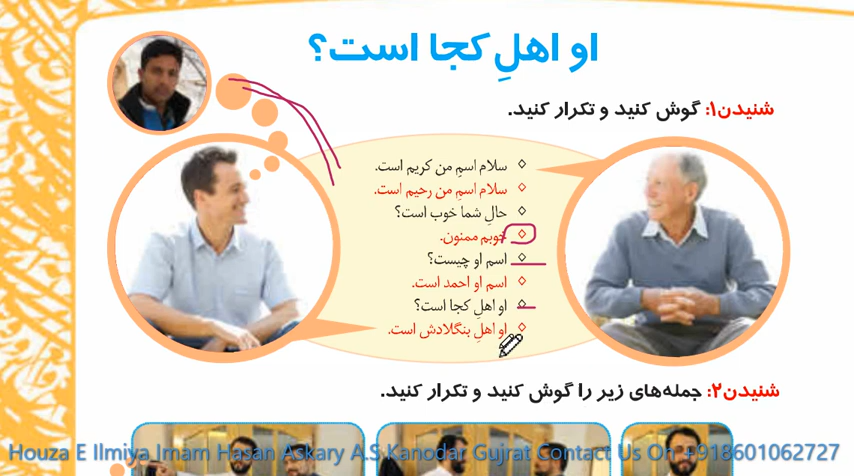 او اهلِ کجا است؟
شنیدن۱: گوش کنید و تکرار کنید.
سلام اسمِ من کریم است.
سلام اسمِ من رحیم است.
حالِ شما خوب است؟
خوبم ممنون.
اسم او چیست؟
اسم او احمد است.
او اهلِ کجا است؟
او اهلِ بنگلادش است.
شنیدن۲: جمله‌های زیر را گوش کنید و تکرار کنید.
Houza E Ilmiya Imam Hasan Askary A.S Kanodar Gujrat Contact Us On +918601062727